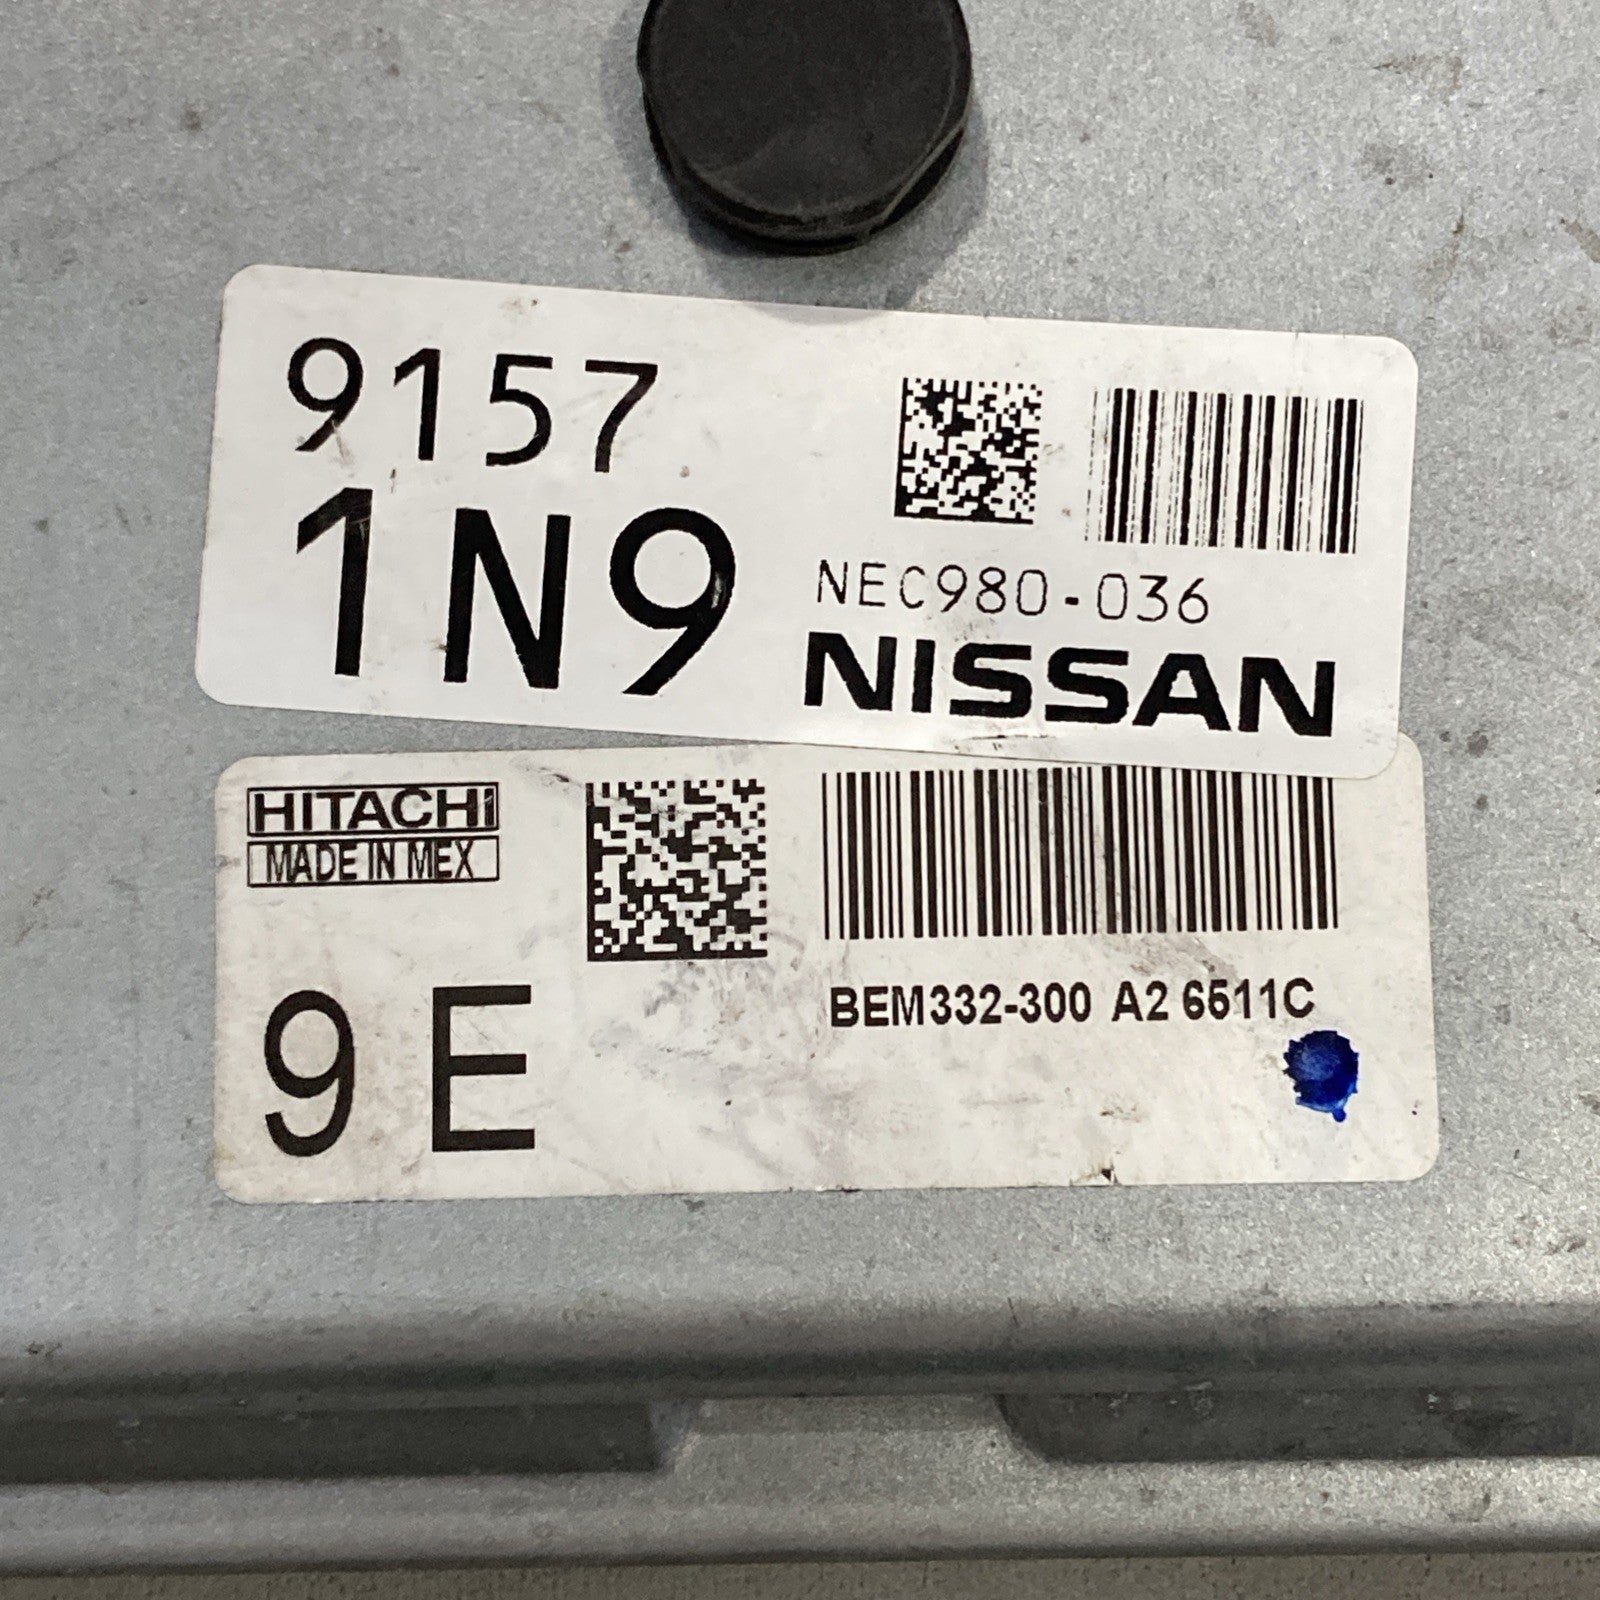 9157
1N9
NEC980-036
NISSAN
HITACHI
MADE IN MEX
9 E
BEM332-300 A2 6511C